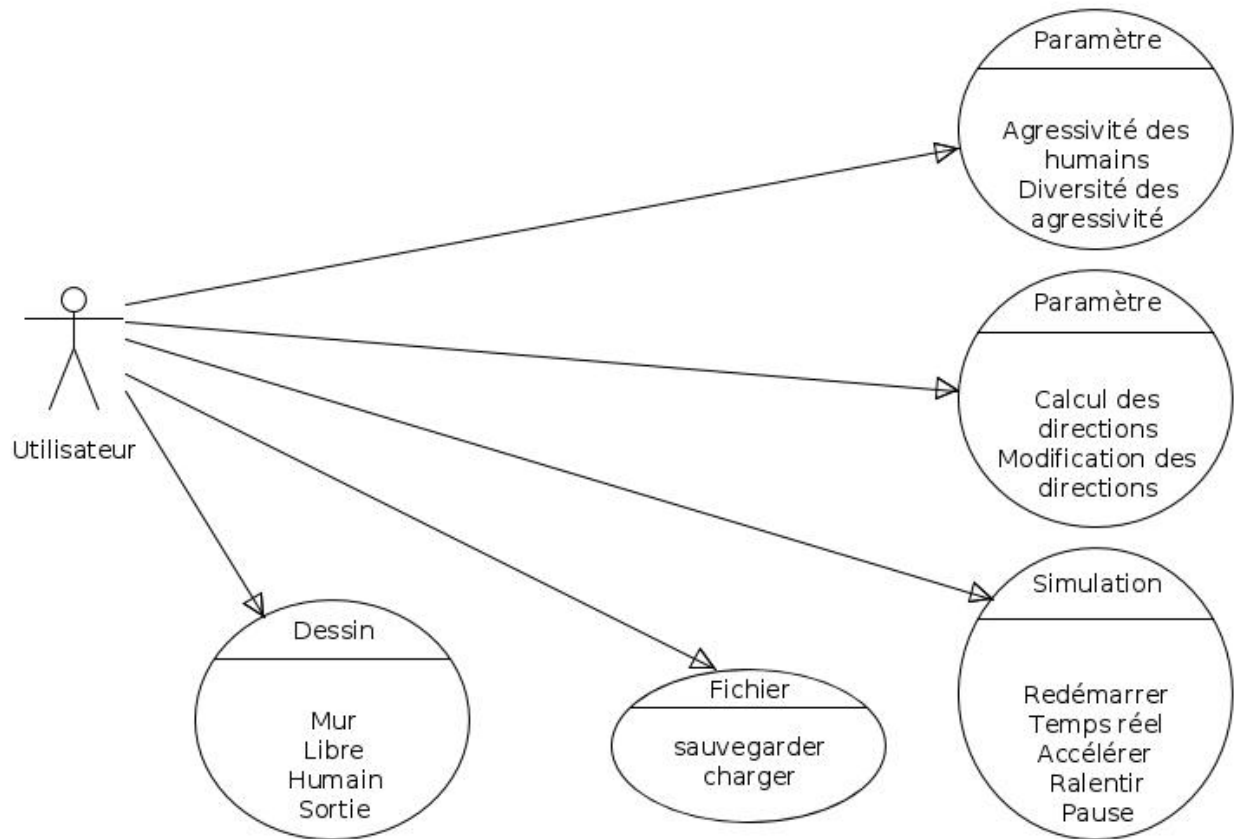 Paramètre
Agressivité des
humains
Diversité des
agressivité
Utilisateur
Paramètre
Calcul des
directions
Modification des
directions
Simulation
Redémarrer
Temps réel
Accélérer
Ralentir
Pause
Dessin
Mur
Libre
Humain
Sortie
Fichier
sauvegarder
charger